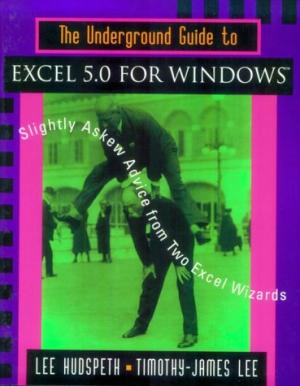 The Underground Guide to
EXCEL 5.0 FOR WINDOWS™
Slightly Askew Advice from Two Excel Wizards
LEE HUDSPETH • TIMOTHY-JAMES LEE